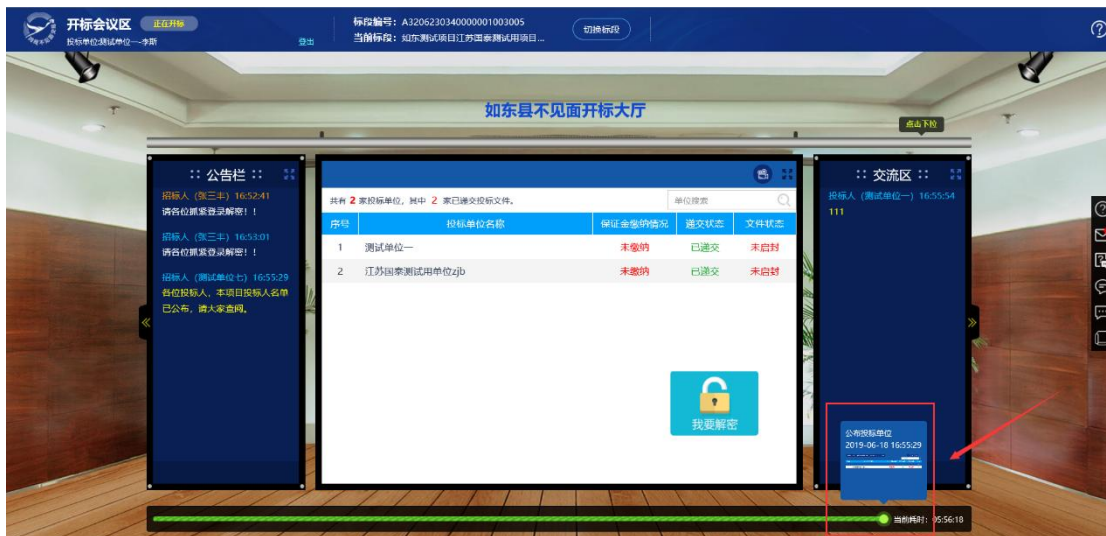 开标会议区 正在开标
投标单位:测试单位一--李斯
登出
标段编号：A3206230340000001003005
当前标段：如东测试项目江苏国泰测试用项目...
切换标段
如东县不见面开标大厅
点击下拉
:: 公告栏 ::
招标人（张三丰）16:52:41
请各位抓紧登录解密！！
招标人（张三丰）16:53:01
请各位抓紧登录解密！！
招标人（测试单位七）16:55:29
各位投标人，本项目投标人名单
已公布，请大家查阅。
共有 2 家投标单位，其中 2 家已递交投标文件。
单位搜索
序号 投标单位名称 保证金缴纳情况 递交状态 文件状态
1 测试单位一 未缴纳 已递交 未启封
2 江苏国泰测试用单位zjb 未缴纳 已递交 未启封
我要解密
:: 交流区 ::
投标人（测试单位一）16:55:54
111
公布投标单位
2019-06-18 16:55:29
当前耗时：05:56:18